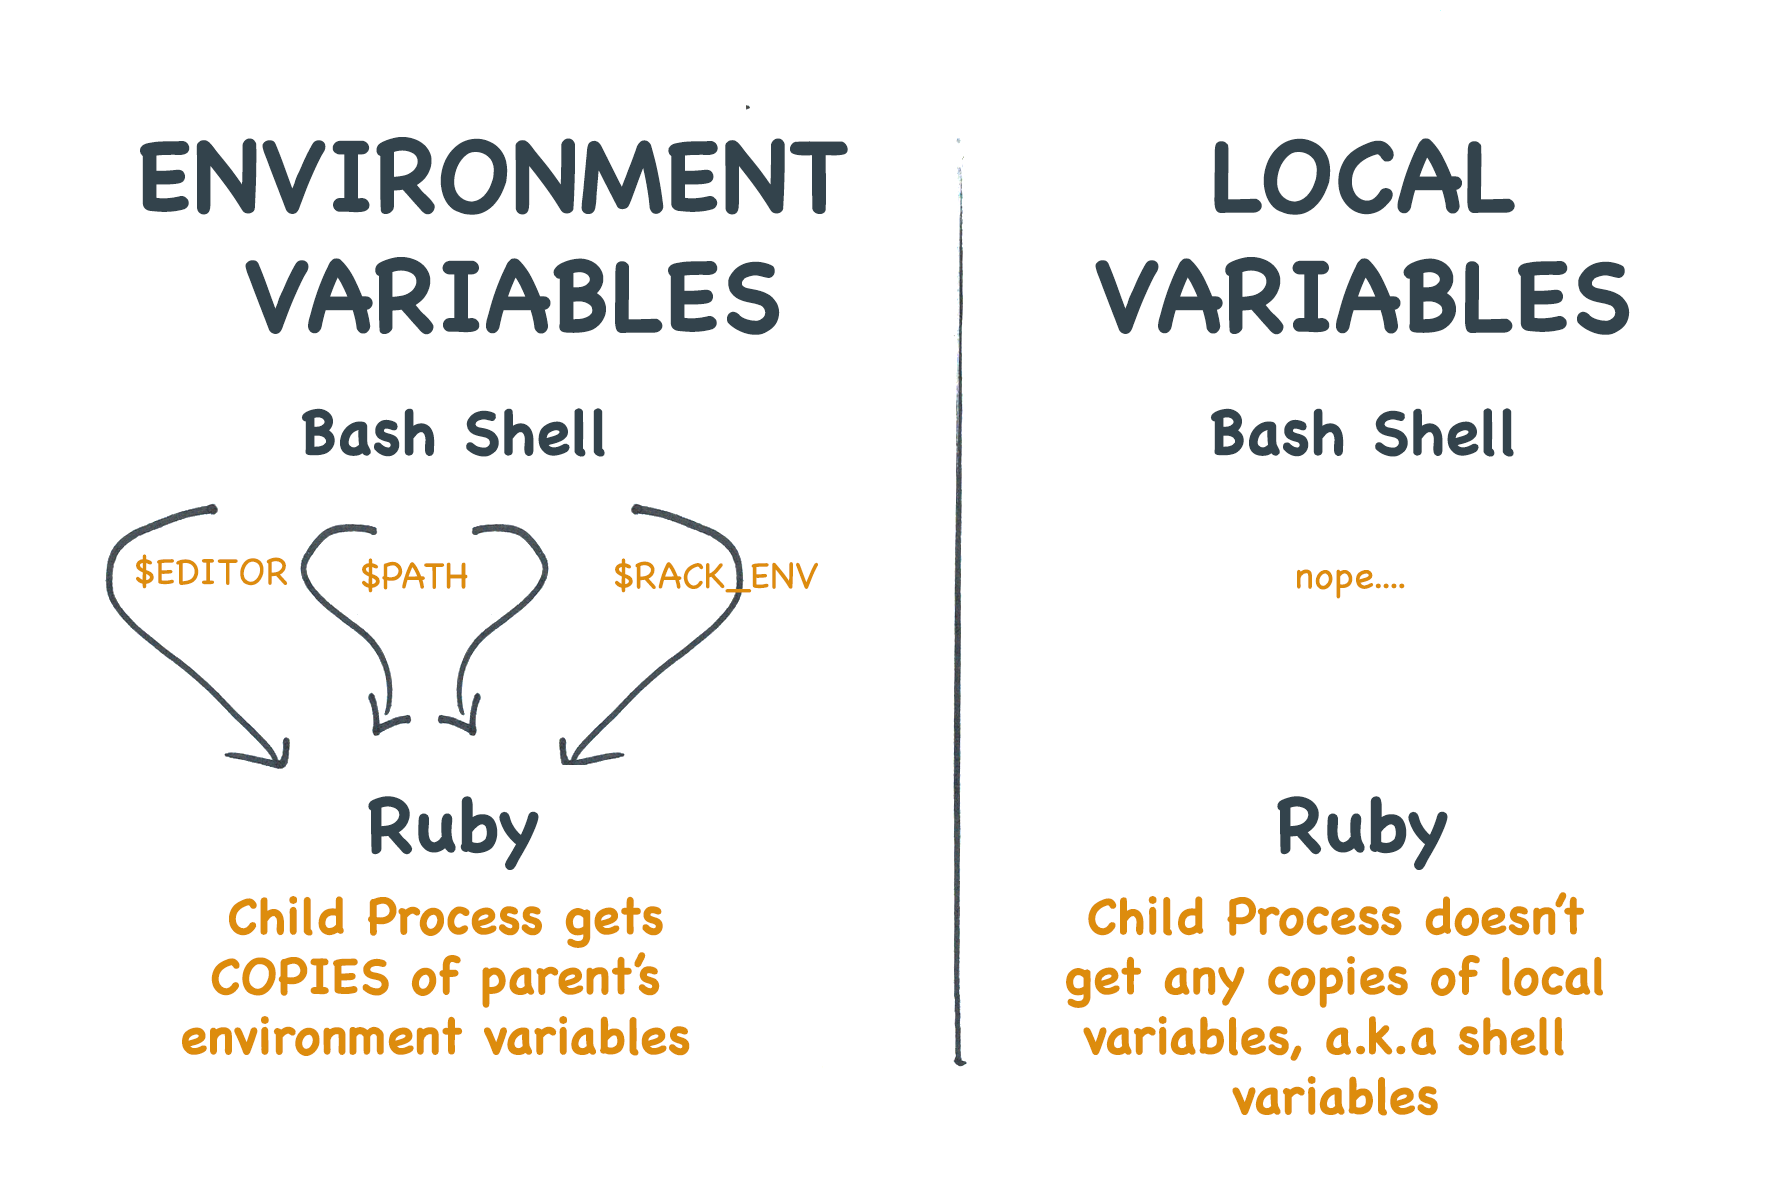 ENVIRONMENT
VARIABLES
Bash Shell
$EDITOR
$PATH
$RACK_ENV
Ruby
Child Process gets
COPIES of parent's
environment variables
LOCAL
VARIABLES
Bash Shell
nope....
Ruby
Child Process doesn't
get any copies of local
variables, a.k.a shell
variables